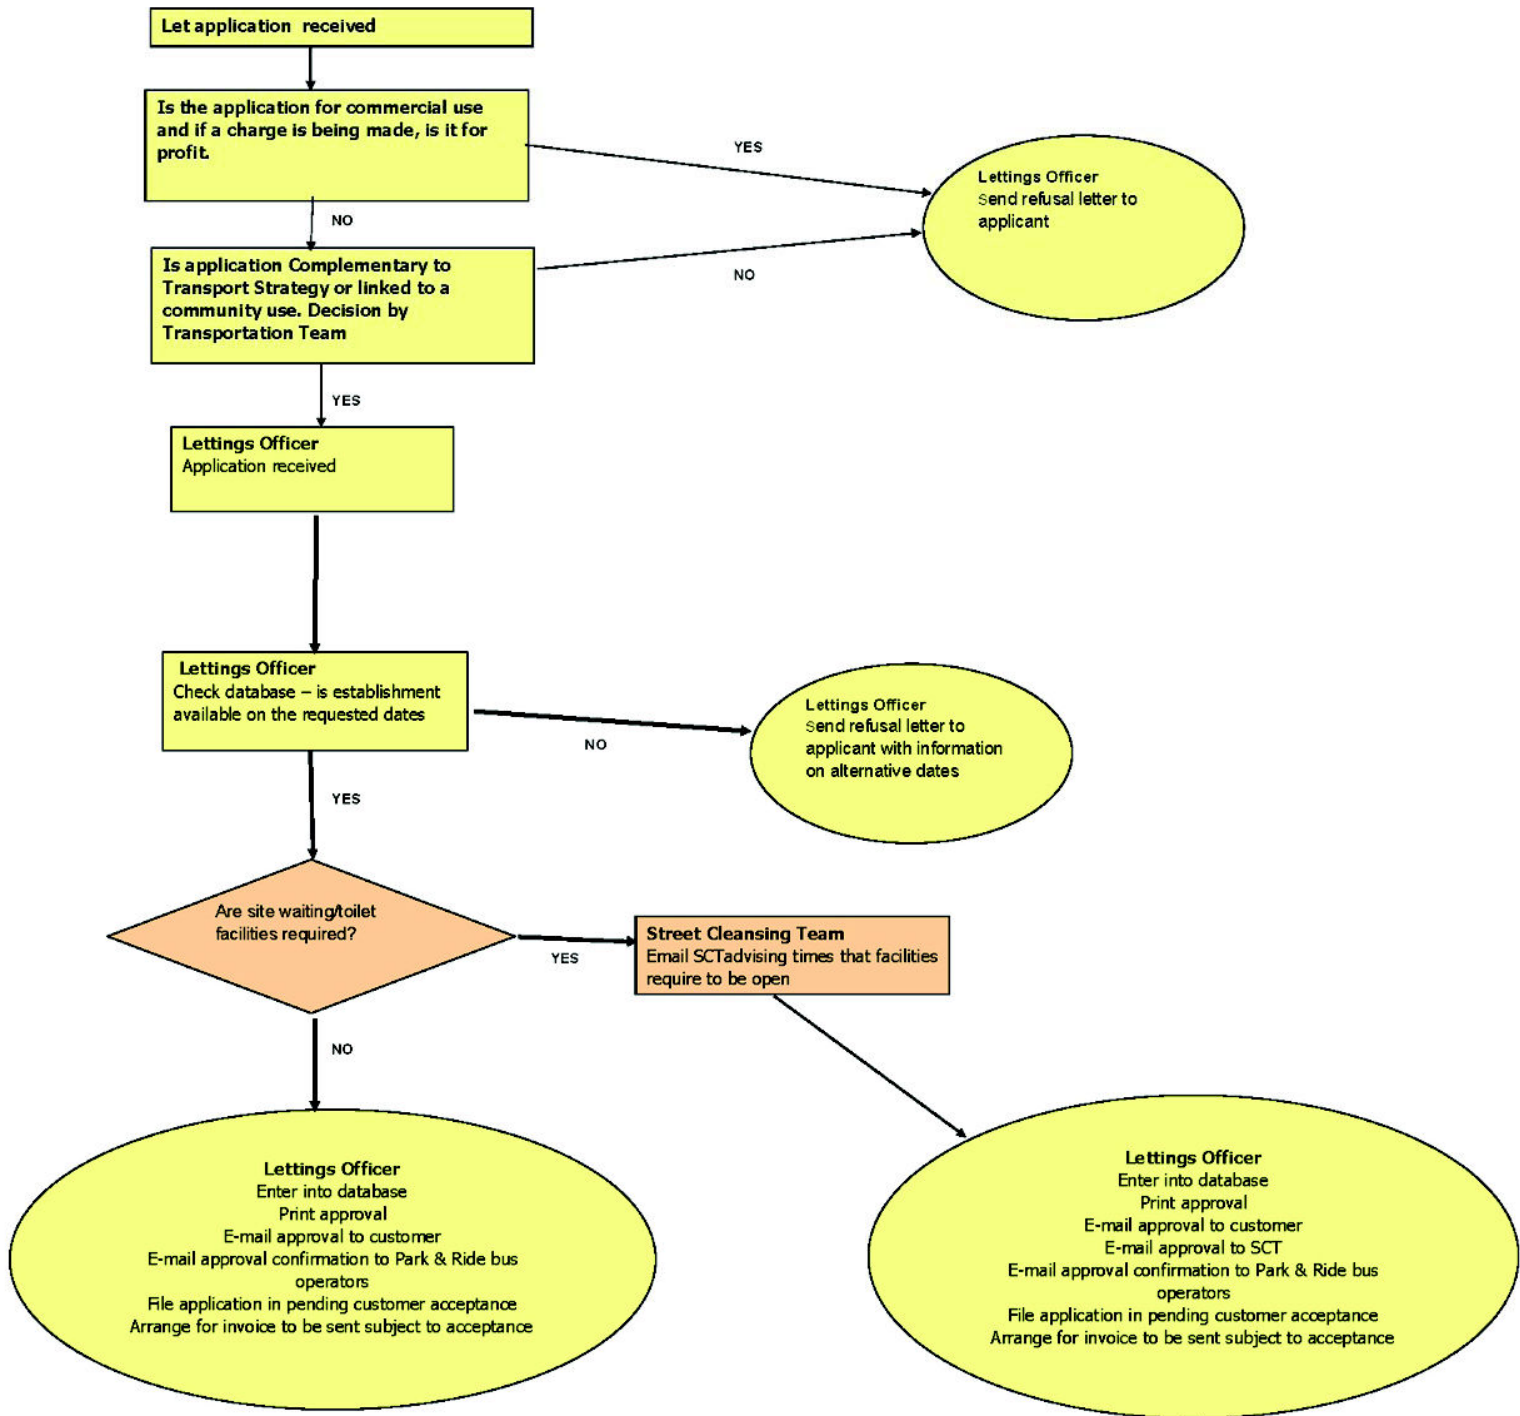 Let application received
Is the application for commercial use
and if a charge is being made, is it for
profit.
YES
Lettings Officer
Send refusal letter to
applicant
NO
Is application Complementary to
Transport Strategy or linked to a
community use. Decision by
Transportation Team
NO
YES
Lettings Officer
Application received
Lettings Officer
Check database – is establishment
available on the requested dates
NO
Lettings Officer
Send refusal letter to
applicant with information
on alternative dates
YES
Are site waiting/toilet
facilities required?
YES
Street Cleansing Team
Email SCTadvising times that facilities
require to be open
NO
Lettings Officer
Enter into database
Print approval
E-mail approval to customer
E-mail approval confirmation to Park & Ride bus
operators
File application in pending customer acceptance
Arrange for invoice to be sent subject to acceptance
Lettings Officer
Enter into database
Print approval
E-mail approval to customer
E-mail approval to SCT
E-mail approval confirmation to Park & Ride bus
operators
File application in pending customer acceptance
Arrange for invoice to be sent subject to acceptance